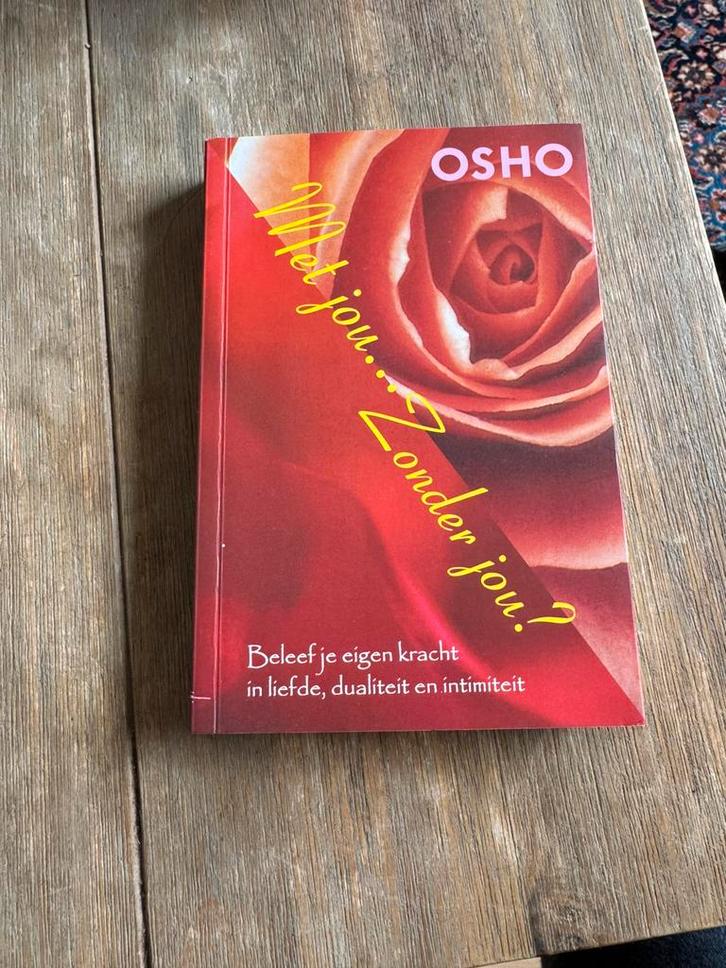 OSHO
Met jou... Zonder jou?
Beleef je eigen kracht
in liefde, dualiteit en intimiteit